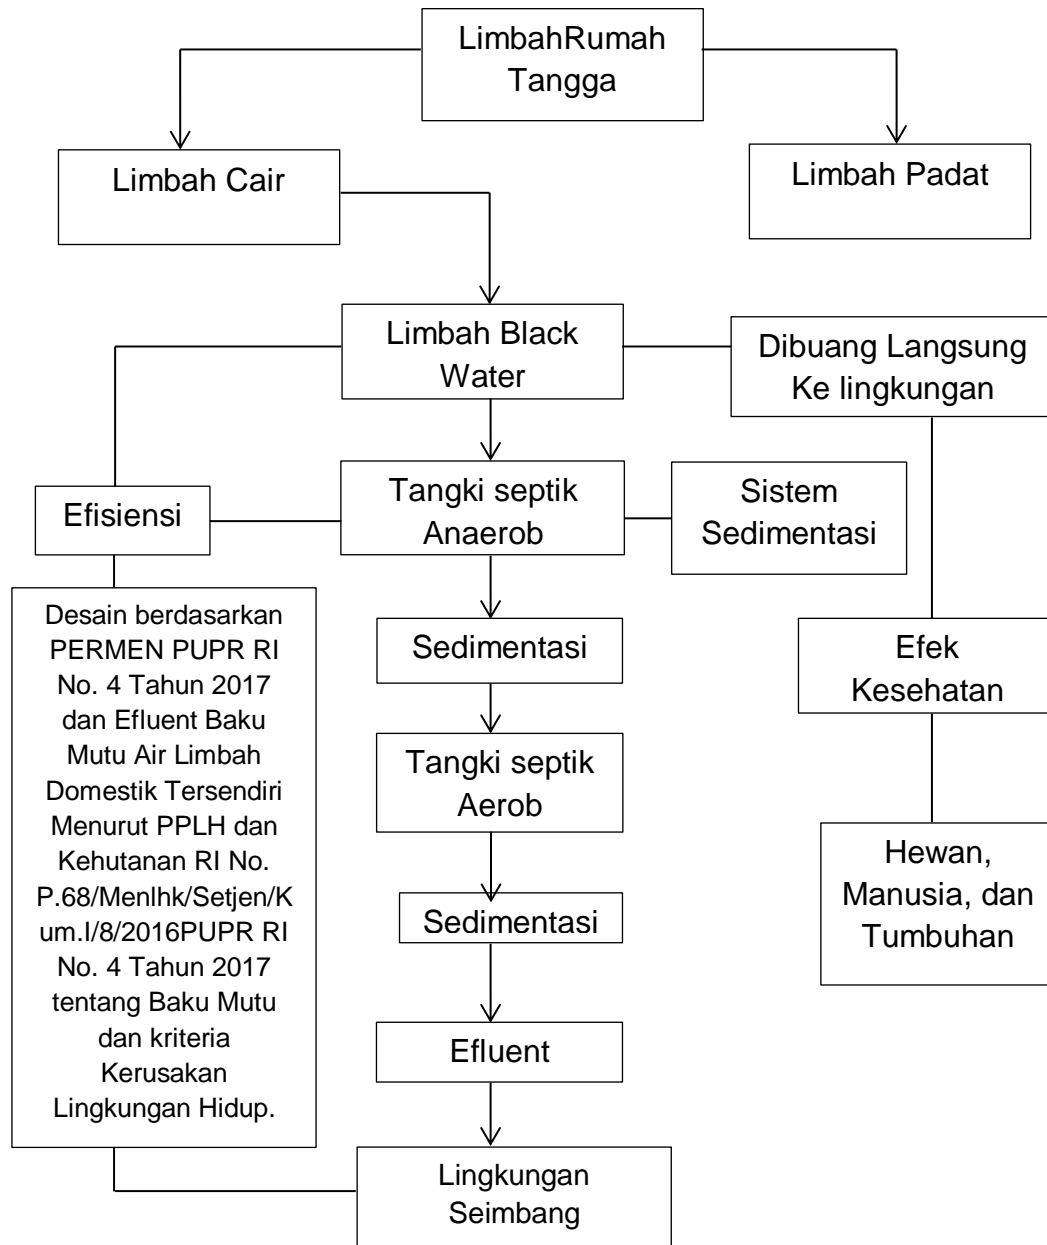 LimbahRumah
Tangga
Limbah Cair
Limbah Padat
Limbah Black
Water
Dibuang Langsung
Ke lingkungan
Efisiensi
Tangki septik
Anaerob
Sistem
Sedimentasi
Desain berdasarkan
PERMEN PUPR RI
No. 4 Tahun 2017
dan Efluent Baku
Mutu Air Limbah
Domestik Tersendiri
Menurut PPLH dan
Kehutanan RI No.
P.68/Menlhk/Setjen/K
um.I/8/2016PUPR RI
No. 4 Tahun 2017
tentang Baku Mutu
dan kriteria
Kerusakan
Lingkungan Hidup.
Sedimentasi
Efek
Kesehatan
Tangki septik
Aerob
Hewan,
Manusia, dan
Tumbuhan
Sedimentasi
Efluent
Lingkungan
Seimbang